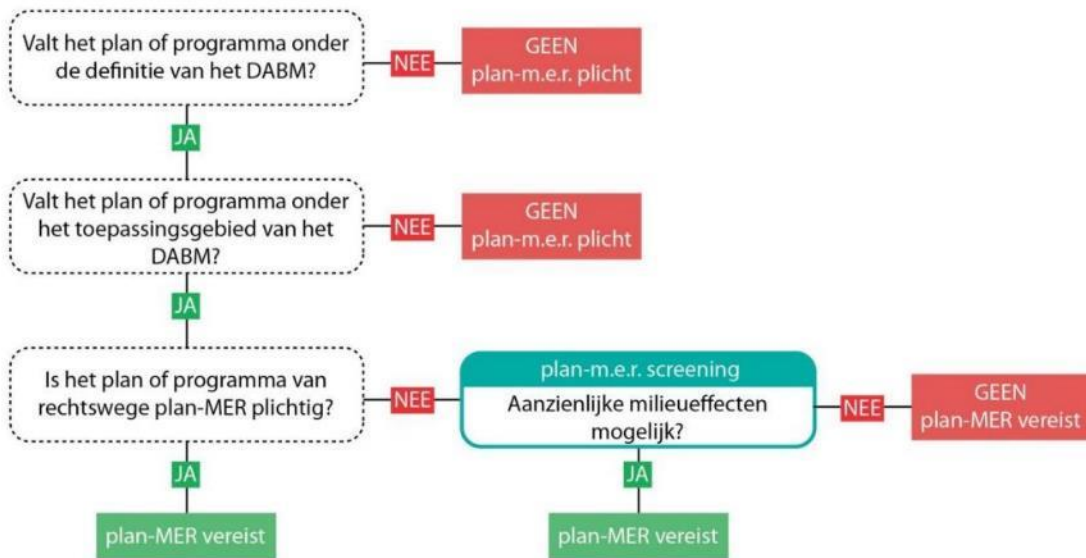 Valt het plan of programma onder
de definitie van het DABM?
NEE
GEEN
plan-m.e.r. plicht
JA
Valt het plan of programma onder
het toepassingsgebied van het
DABM?
NEE
GEEN
plan-m.e.r. plicht
JA
Is het plan of programma van
rechtswege plan-MER plichtig?
NEE
plan-m.e.r. screening
Aanzienlijke milieueffecten
mogelijk?
NEE
GEEN
plan-MER vereist
JA
JA
plan-MER vereist
plan-MER vereist